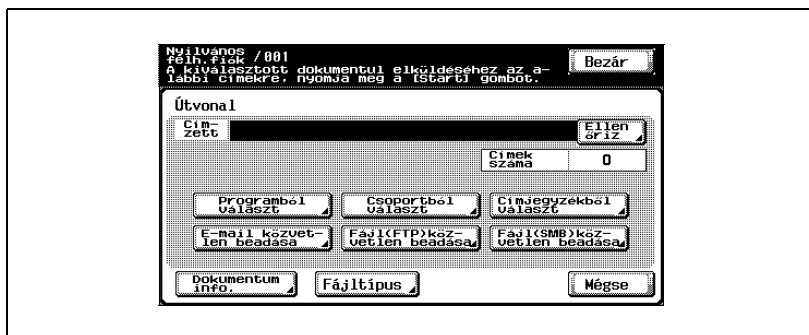 Nyilvános
felh.fiók /001
A kiválasztott dokumentul elküldéséhez az a-
lábbi címekre, nyomja meg a [Start] gombot.
Bezár
Útvonal
Cím-
zett
Ellen
őriz
Címek
száma
0
Programból
választ
Csoportból
választ
Címjegyzékből
választ
E-mail közvet-
len beadása
Fájl(FTP)köz-
vetlen beadása
Fájl(SMB)köz-
vetlen beadása
Dokumentum
info.
Fájltípus
Mégse